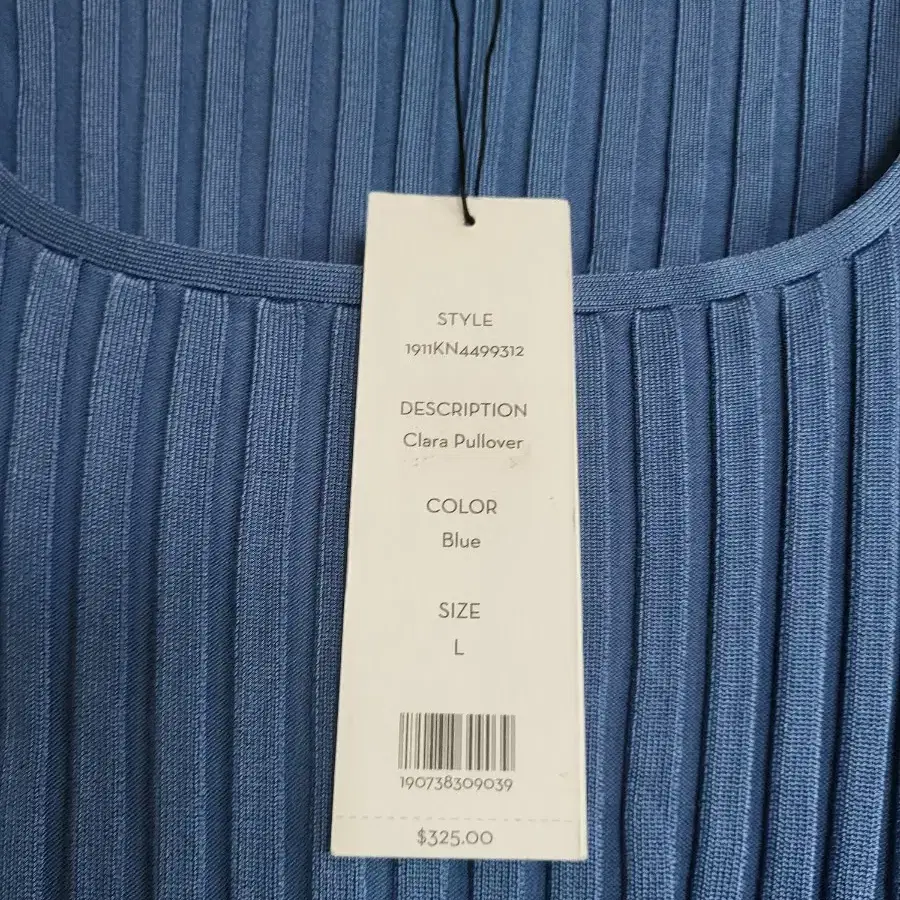 STYLE
1911KN4499312
DESCRIPTION
Clara Pullover
COLOR
Blue
SIZE
L
190738309039
$325.00